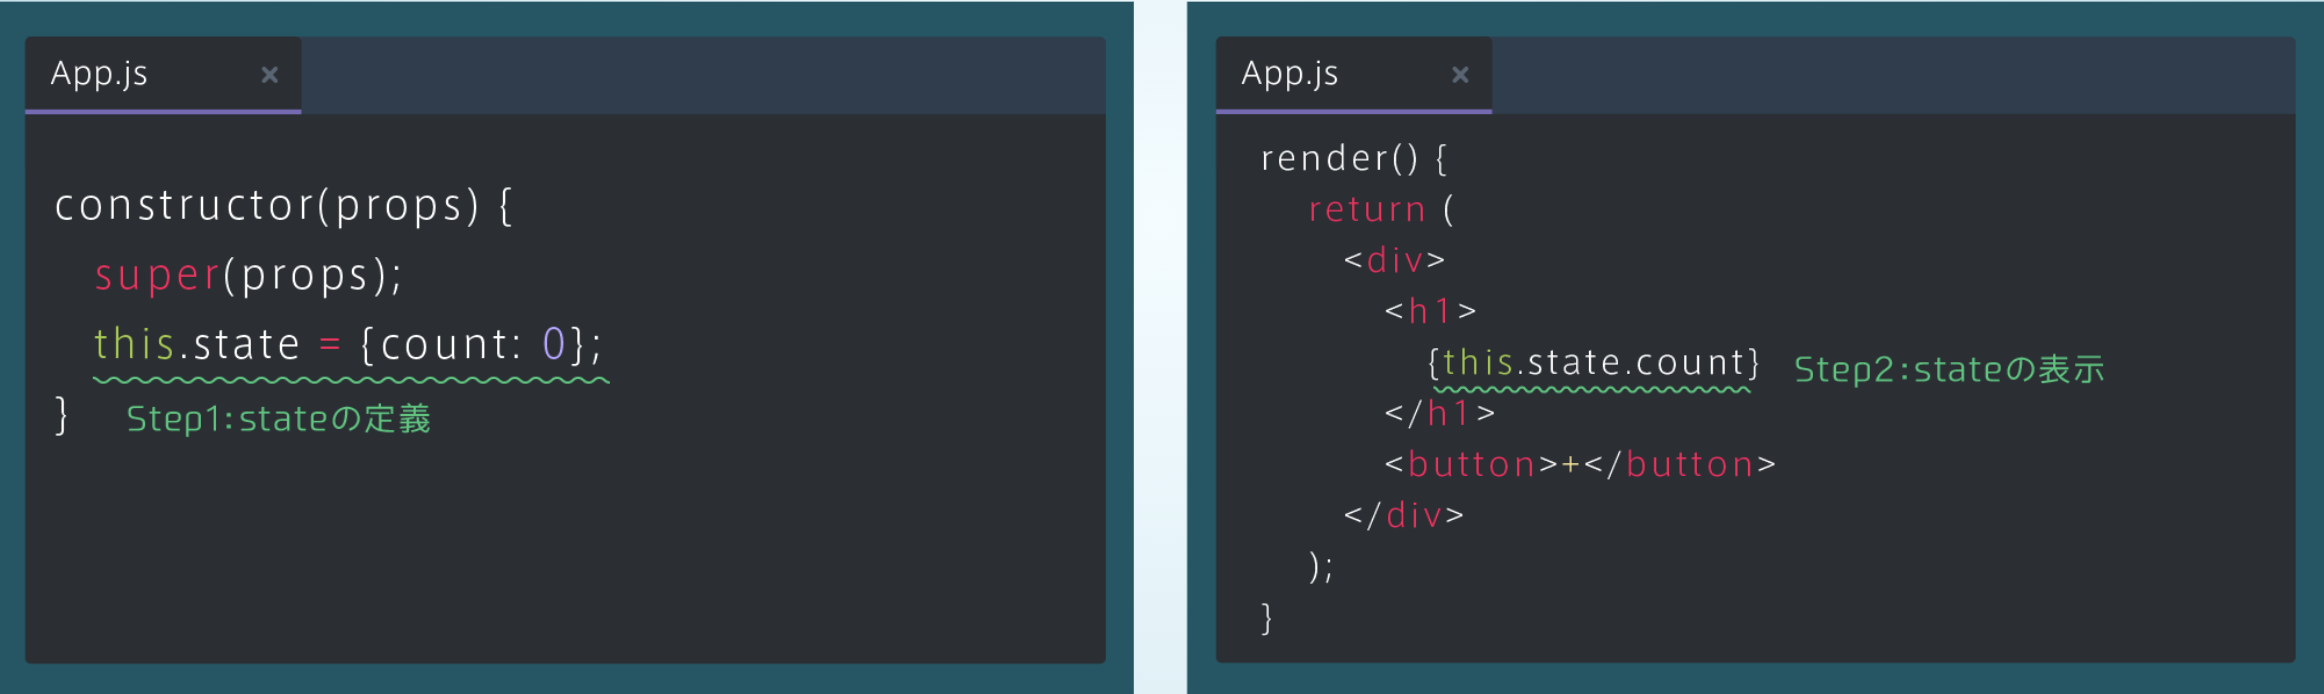 App.js ×
constructor(props) {
super(props);
this.state = {count: 0};
} Step1:stateの定義
App.js ×
render() {
return (
<div>
<h1>
{this.state.count} Step2:stateの表示
</h1>
<button>+</button>
</div>
);
}